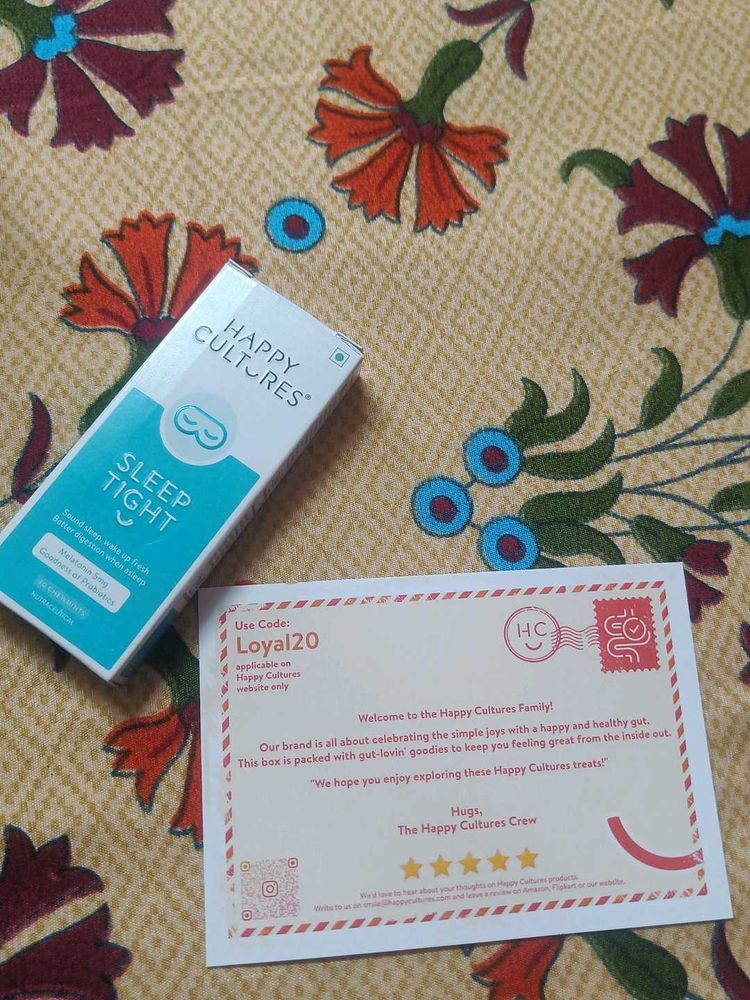 HAPPY
CULTURES®
SLEEP
TIGHT
Sound sleep, wake up fresh
Better digestion when asleep
Melatonin 5mg
Goodness of Probiotics
30 CHEWMINTS
NUTRACEUTICAL
Use Code:
Loyal20
applicable on
Happy Cultures
website only
HC
Welcome to the Happy Cultures Family!
Our brand is all about celebrating the simple joys with a happy and healthy gut.
This box is packed with gut-lovin' goodies to keep you feeling great from the inside out.
"We hope you enjoy exploring these Happy Cultures treats!"
Hugs,
The Happy Cultures Crew
We'd love to hear about your thoughts on Happy Cultures products.
Write to us on smile@happycultures.com and leave a review on Amazon, Flipkart or our website.